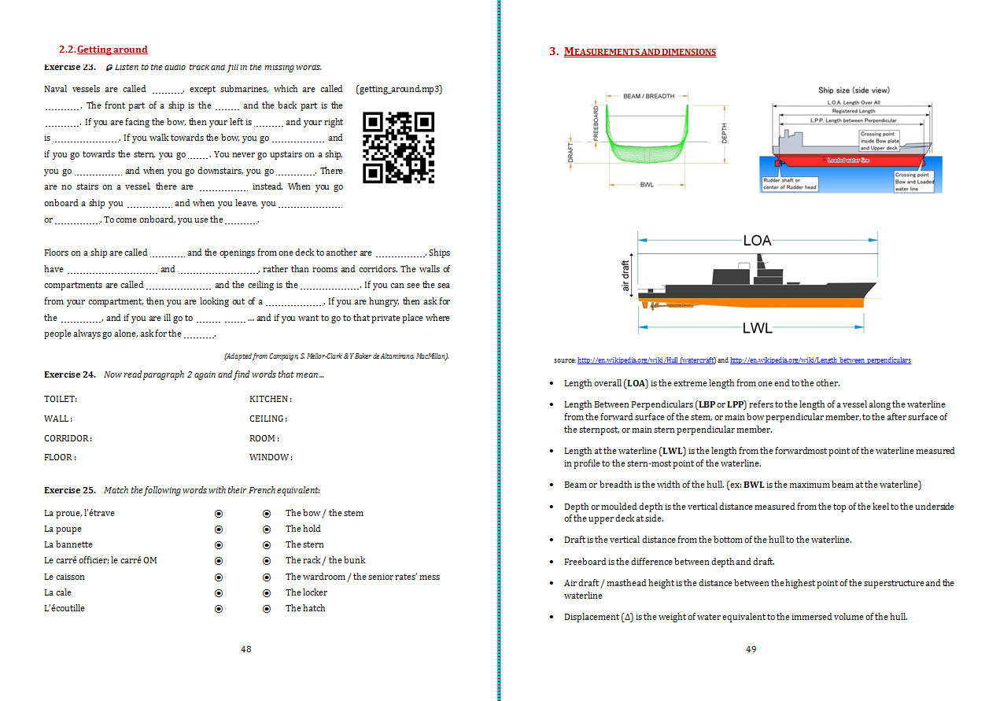 2.2.Getting around
Exercise 23. Listen to the audio track and fill in the missing words.
Naval vessels are called ........., except submarines, which are called
........... The front part of a ship is the ....... and the back part is the
........... If you are facing the bow, then your left is ......... and your right
is...................... If you walk towards the bow, you go ................. and
if you go towards the stern, you go ....... You never go upstairs on a ship,
you go ............... and when you go downstairs, you go ............. There
are no stairs on a vessel, there are ............... instead. When you go
onboard a ship you .............. and when you leave, you ....................
or ............... To come onboard, you use the ...........
(getting_around.mp3)
Floors on a ship are called ........... and the openings from one deck to another are ................ Ships
have ............................ and ........................., rather than rooms and corridors. The walls of
compartments are called .................... and the ceiling is the ................... If you can see the sea
from your compartment, then you are looking out of a ................... If you are hungry, then ask for
the ............, and if you are ill go to ........ ....... ... and if you want to go to that private place where
people always go alone, ask for the ...........
(Adapted from Campaign, S. Mellor-Clark & Y Baker de Altamirano, MacMillan).
Exercise 24. Now read paragraph 2 again and find words that mean...
TOILET: KITCHEN :
WALL : CEILING :
CORRIDOR : ROOM :
FLOOR : WINDOW :
Exercise 25. Match the following words with their French equivalent:
La proue, l'étrave The bow / the stem
La poupe The hold
La bannette The stern
Le carré officier; le carré OM The rack / the bunk
Le caisson The wardroom / the senior rates' mess
La cale The locker
L'écoutille The hatch
48
3. MEASUREMENTS AND DIMENSIONS
BEAM / BREADTH
FREEBOARD
DEPTH
DRAFT
BWL
Ship size (side view)
L.O.A. Length Over All
Registered Length
L.P.P. Length between Perpendicular
Crossing point
inside Bow plate
and Upper deck
Loaded water line
Rudder shaft or
center of Rudder head
Crossing point
Bow and Loaded
water line
LOA
air draft
LWL
source: http://en.wikipedia.org/wiki/Hull_(watercraft) and http://en.wikipedia.org/wiki/Length_between_perpendiculars
• Length overall (LOA) is the extreme length from one end to the other.
• Length Between Perpendiculars (LBP or LPP) refers to the length of a vessel along the waterline
from the forward surface of the stem, or main bow perpendicular member, to the after surface of
the sternpost, or main stern perpendicular member.
• Length at the waterline (LWL) is the length from the forwardmost point of the waterline measured
in profile to the stern-most point of the waterline.
• Beam or breadth is the width of the hull. (ex: BWL is the maximum beam at the waterline)
• Depth or moulded depth is the vertical distance measured from the top of the keel to the underside
of the upper deck at side.
• Draft is the vertical distance from the bottom of the hull to the waterline.
• Freeboard is the difference between depth and draft.
• Air draft / masthead height is the distance between the highest point of the superstructure and the
waterline
• Displacement (Δ) is the weight of water equivalent to the immersed volume of the hull.
49